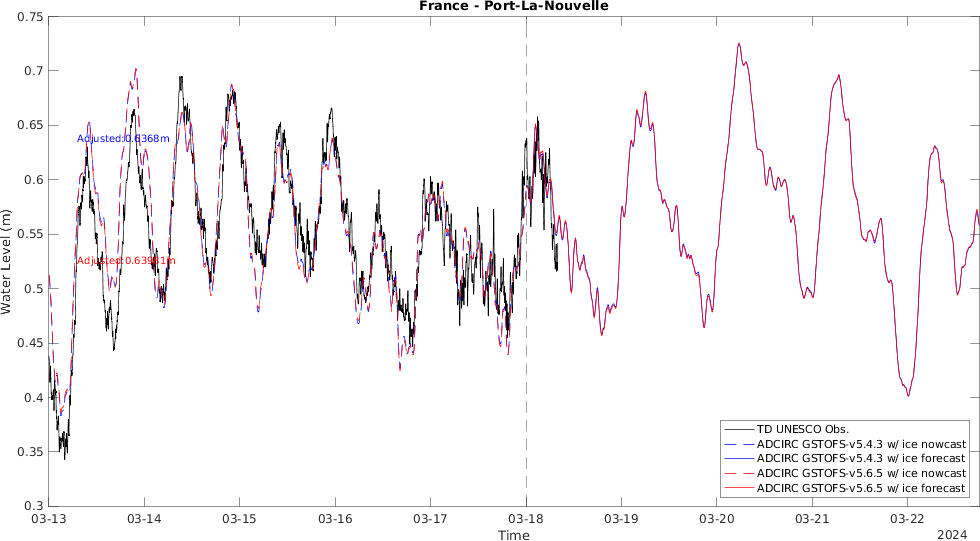 France - Port-La-Nouvelle
0.75
0.7
0.65
0.6
0.55
0.5
0.45
0.4
0.35
0.3
Water Level (m)
Adjusted:0.6368m
TD UNESCO Obs.
ADCIRC GSTOFS-v5.4.3 w/ ice nowcast
ADCIRC GSTOFS-v5.4.3 w/ ice forecast
ADCIRC GSTOFS-v5.6.5 w/ ice nowcast
ADCIRC GSTOFS-v5.6.5 w/ ice forecast
03-13
03-14
03-15
03-16
03-17
03-18
03-19
03-20
03-21
03-22
Time
2024